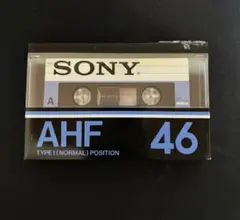 SONY
A
AHF 46
TYPE I (NORMAL) POSITION